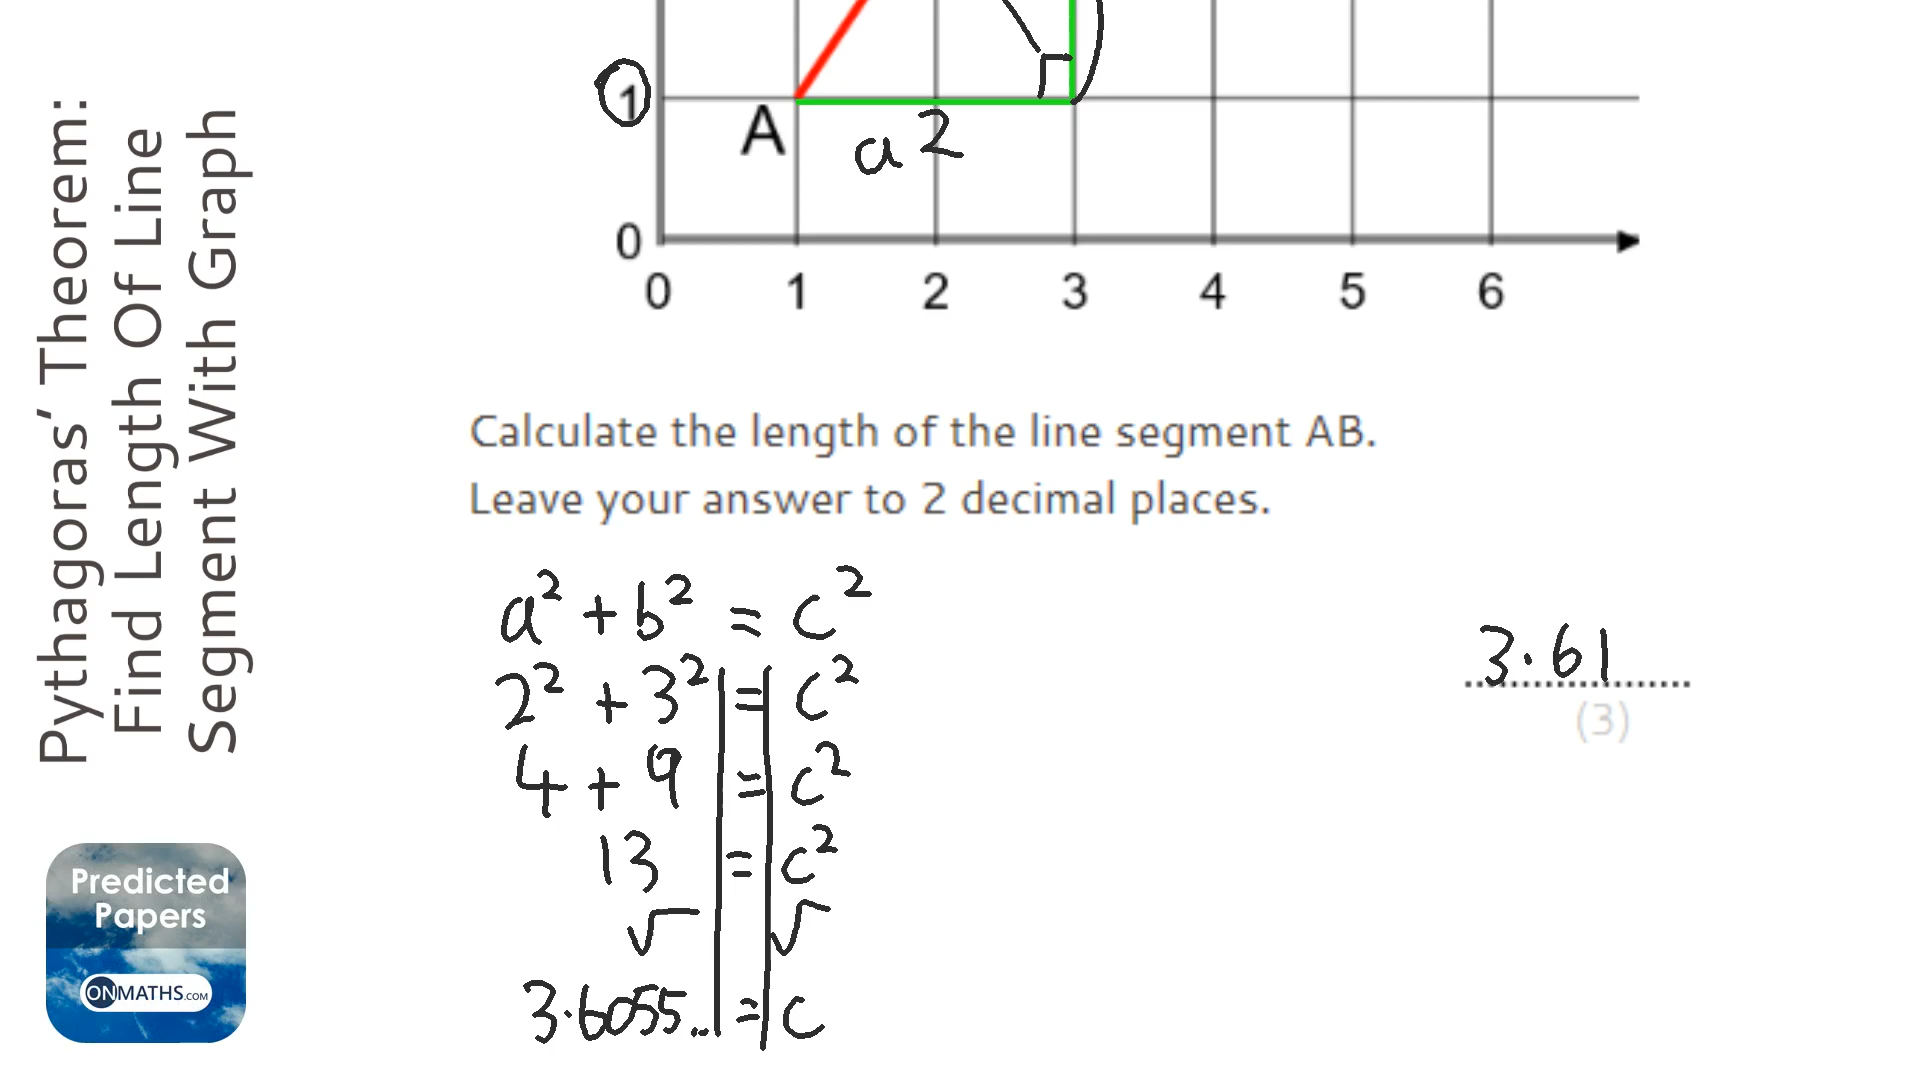 Pythagoras' Theorem:
Find Length Of Line
Segment With Graph
1
A
a 2
0
0 1 2 3 4 5 6
Calculate the length of the line segment AB.
Leave your answer to 2 decimal places.
a² + b² = c²
2² + 3² = c²
4 + 9 = c²
13 = c²
√ √
3.6055.. = c
3.61
(3)
Predicted
Papers
ONMATHS.COM